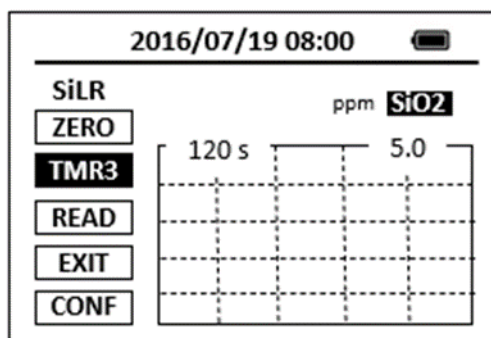 2016/07/19 08:00
SiLR
ppm SiO2
ZERO
120 s 5.0
TMR3
READ
EXIT
CONF